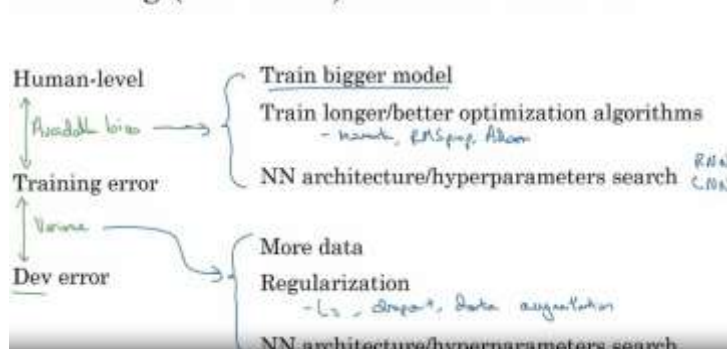 Human-level
Avoidable bias
Training error
Variance
Dev error
Train bigger model
Train longer/better optimization algorithms
- momentum, RMSprop, Adam
NN architecture/hyperparameters search
RNN
CNN
More data
Regularization
- L2, dropout, data augmentation
NN architecture/hyperparameters search